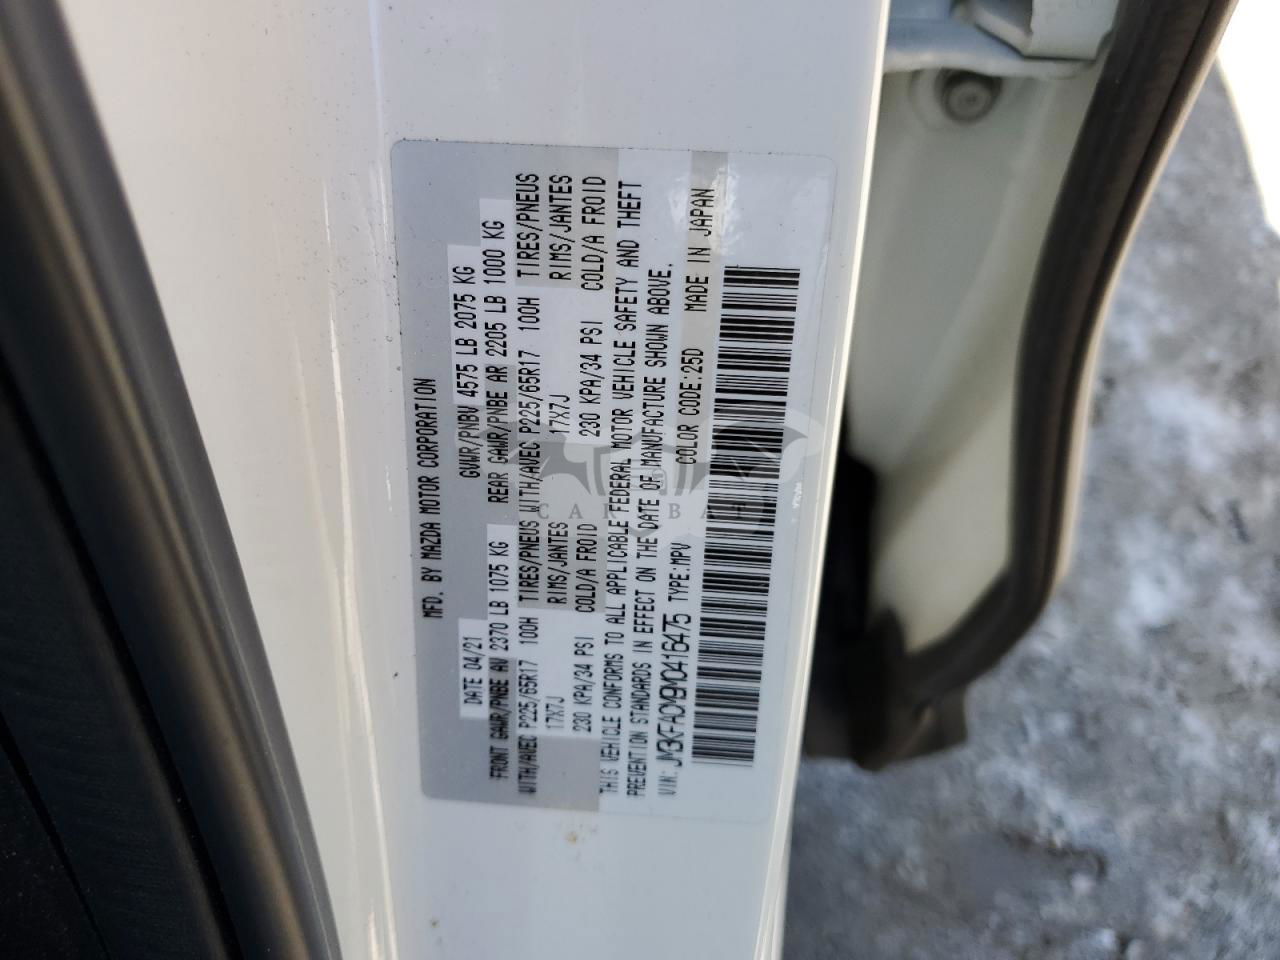 MFD. BY MAZDA MOTOR CORPORATION
DATE 04/21 GVWR/PNBV 4575 LB 2075 KG
FRONT GAWR/PNBE AV 2370 LB 1075 KG REAR GAWR/PNBE AR 2205 LB 1000 KG
WITH/AVEC P225/65R17 100H TIRES/PNEUS WITH/AVEC P225/65R17 100H TIRES/PNEUS
17X7J RIMS/JANTES 17X7J RIMS/JANTES
230 KPA/34 PSI COLD/A FROID 230 KPA/34 PSI COLD/A FROID
THIS VEHICLE CONFORMS TO ALL APPLICABLE FEDERAL MOTOR VEHICLE SAFETY AND THEFT
PREVENTION STANDARDS IN EFFECT ON THE DATE OF MANUFACTURE SHOWN ABOVE.
VIN: JM3KFACM9M0416475 TYPE:MPV COLOR CODE:25D MADE IN JAPAN